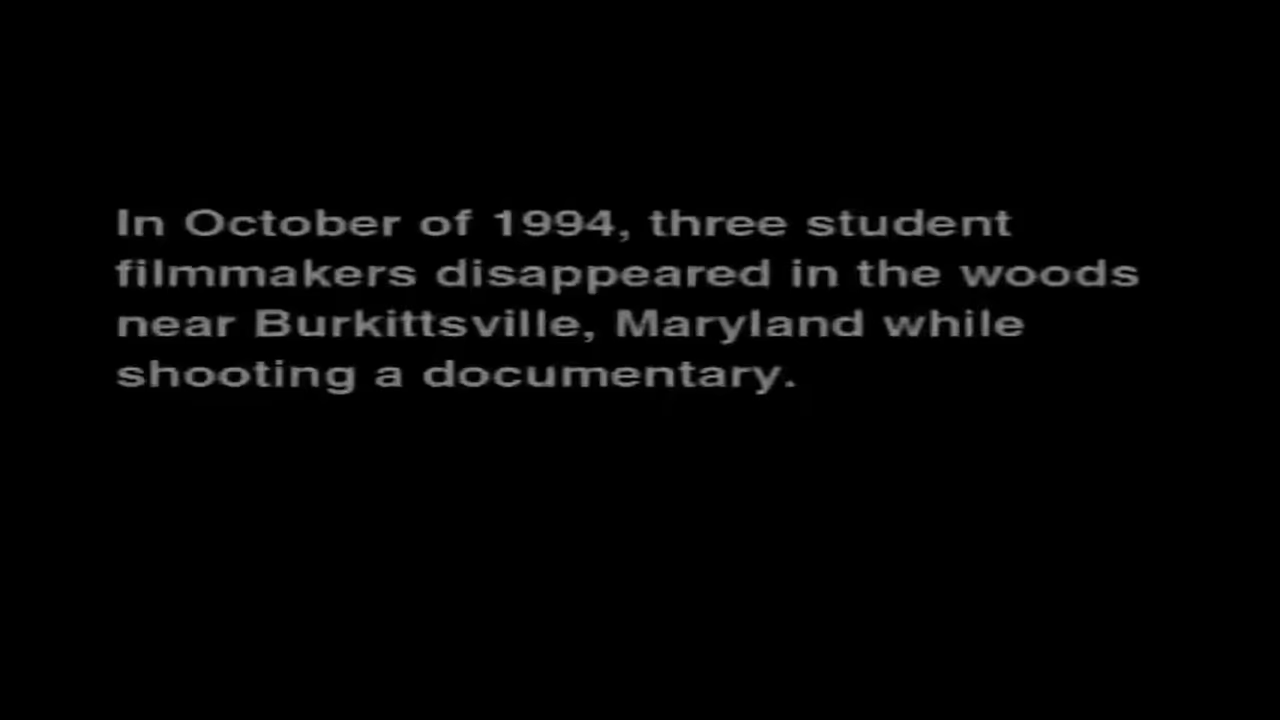 In October of 1994, three student
filmmakers disappeared in the woods
near Burkittsville, Maryland while
shooting a documentary.